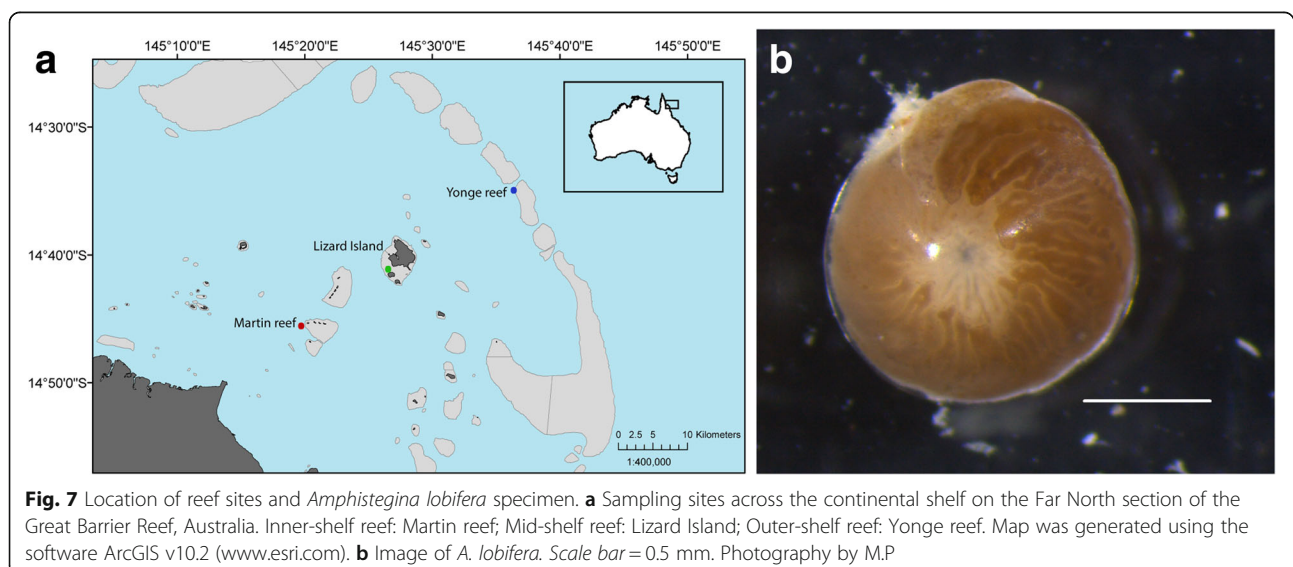 a
145°10'0"E 145°20'0"E 145°30'0"E 145°40'0"E 145°50'0"E
14°30'0"S
14°40'0"S
14°50'0"S
Yonge reef
Lizard Island
Martin reef
0 2.5 5 10 Kilometers
1:400,000
b
Fig. 7 Location of reef sites and Amphistegina lobifera specimen. a Sampling sites across the continental shelf on the Far North section of the
Great Barrier Reef, Australia. Inner-shelf reef: Martin reef; Mid-shelf reef: Lizard Island; Outer-shelf reef: Yonge reef. Map was generated using the
software ArcGIS v10.2 (www.esri.com). b Image of A. lobifera. Scale bar = 0.5 mm. Photography by M.P